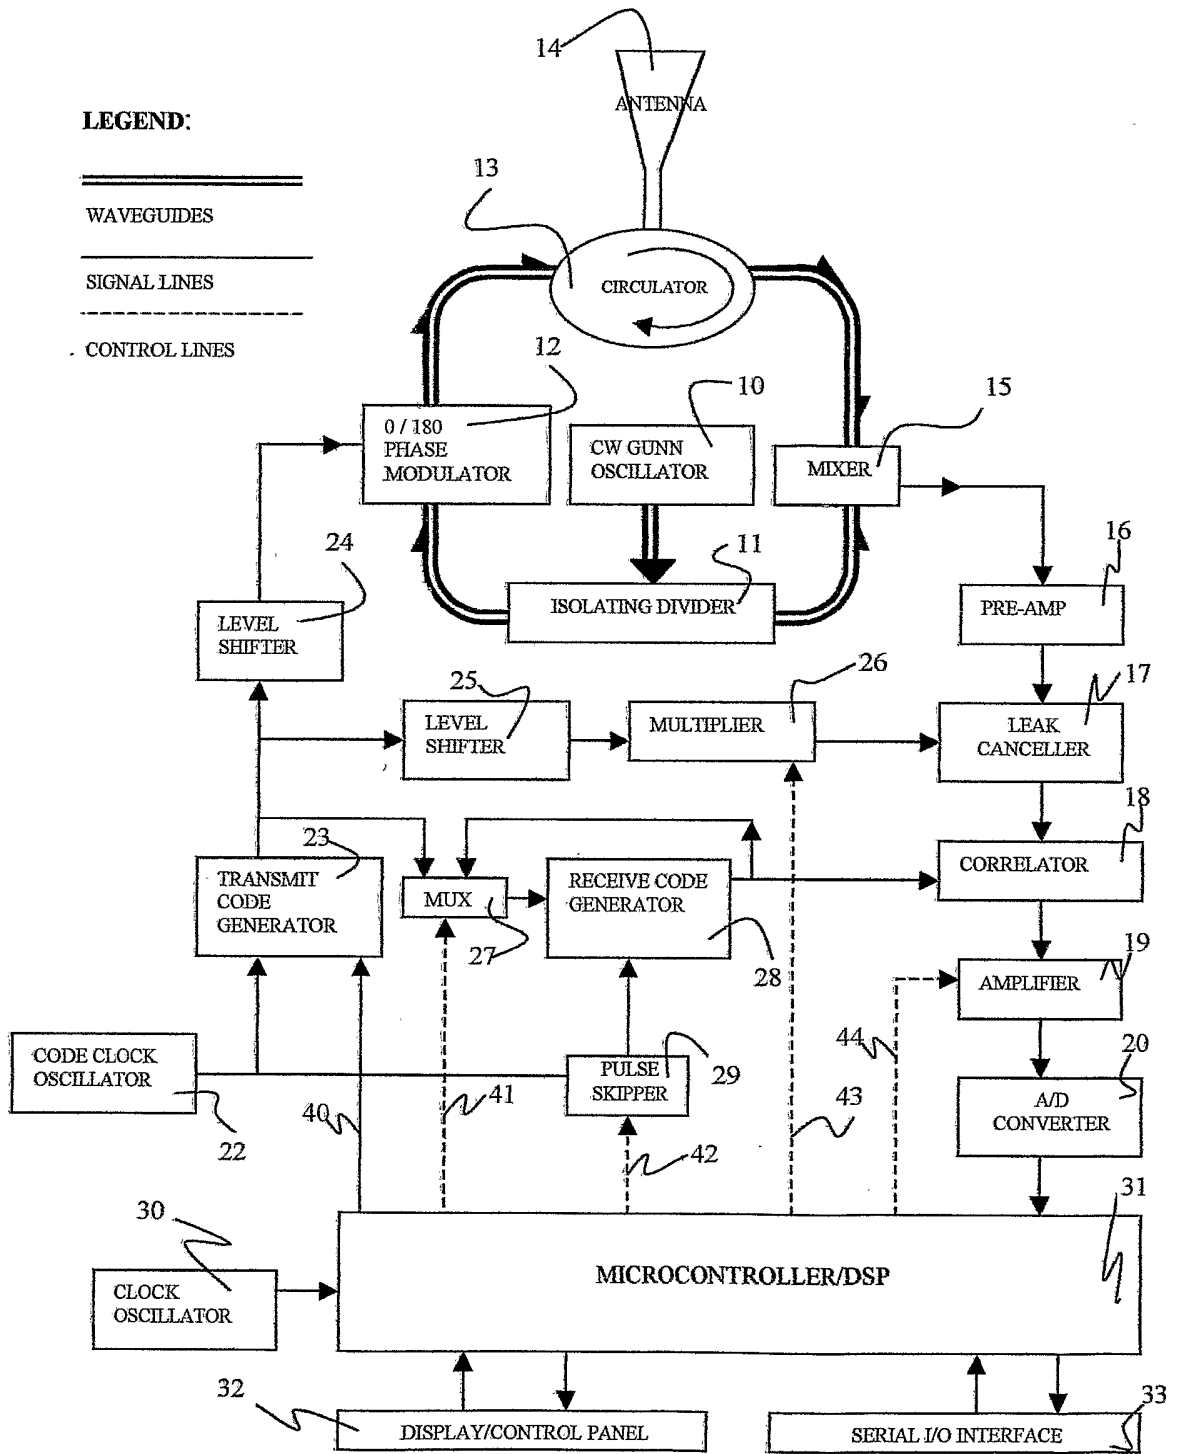 14
ANTENNA
LEGEND:
WAVEGUIDES
SIGNAL LINES
CONTROL LINES
13
CIRCULATOR
12
0 / 180
PHASE
MODULATOR
10
CW GUNN
OSCILLATOR
15
MIXER
11
ISOLATING DIVIDER
16
PRE-AMP
24
LEVEL
SHIFTER
25
LEVEL
SHIFTER
26
MULTIPLIER
17
LEAK
CANCELLER
18
CORRELATOR
23
TRANSMIT
CODE
GENERATOR
MUX
27
RECEIVE CODE
GENERATOR
28
19
AMPLIFIER
CODE CLOCK
OSCILLATOR
22
PULSE
SKIPPER
29
44
20
A/D
CONVERTER
40
41
42
43
30
CLOCK
OSCILLATOR
31
MICROCONTROLLER/DSP
32
DISPLAY/CONTROL PANEL
33
SERIAL I/O INTERFACE